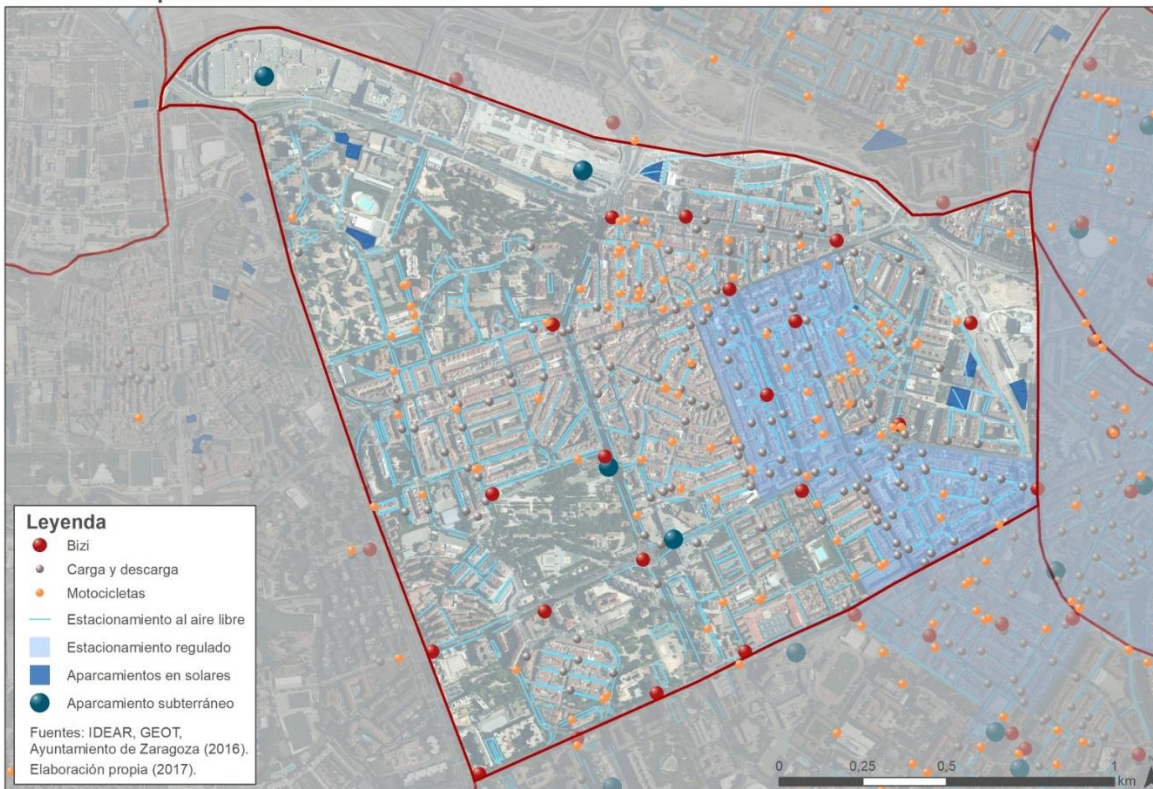 Leyenda
Bizi
Carga y descarga
Motocicletas
Estacionamiento al aire libre
Estacionamiento regulado
Aparcamientos en solares
Aparcamiento subterráneo
Fuentes: IDEAR, GEOT,
Ayuntamiento de Zaragoza (2016).
Elaboración propia (2017).
0 0,25 0,5 1
km